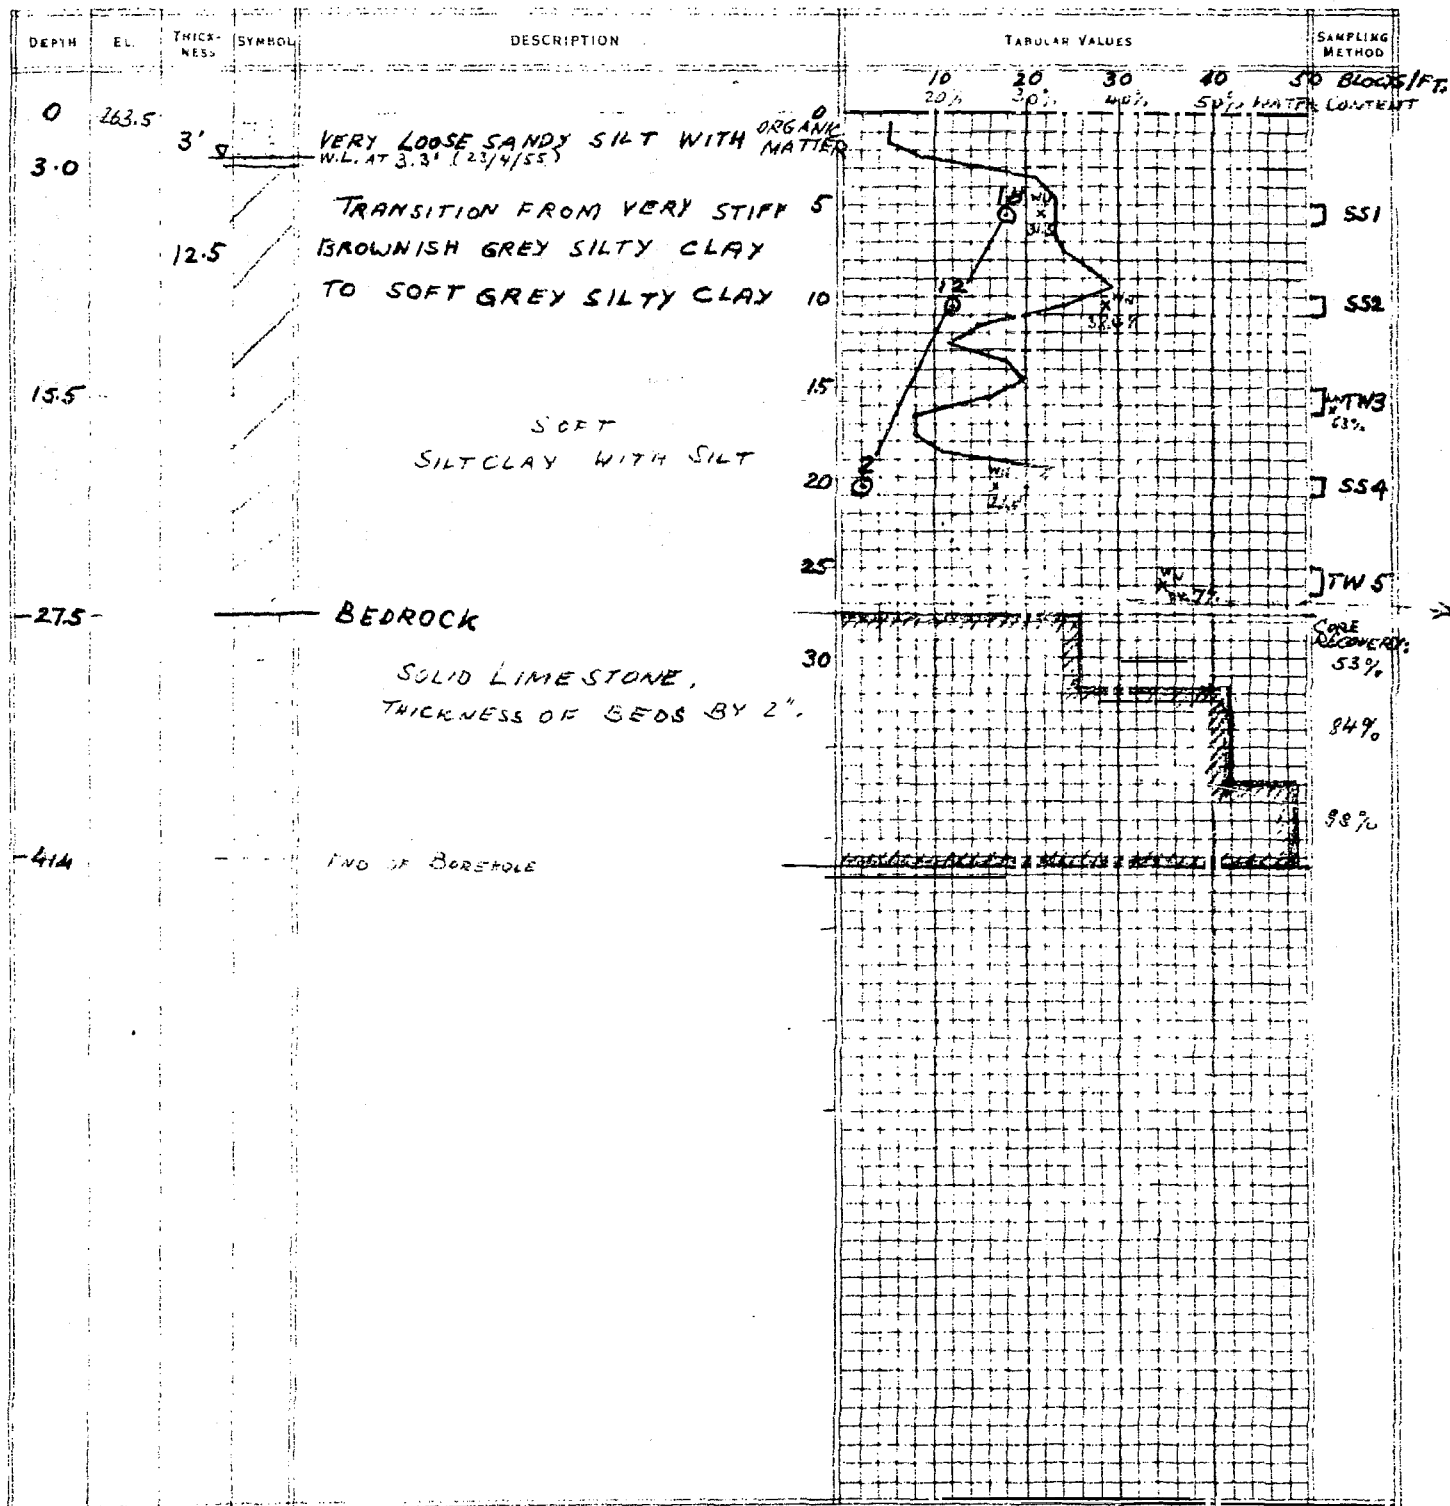 DEPTH EL. THICK-NESS SYMBOL DESCRIPTION TABULAR VALUES SAMPLING METHOD
10 20 30 40 50 BLOWS/FT.
20% 30% 40% 50% WATER CONTENT
0 263.5 0
3' VERY LOOSE SANDY SILT WITH ORGANIC MATTER
W.L. AT 3.3' (23/4/55)
3.0
TRANSITION FROM VERY STIFF 5 SS1
12.5 BROWNISH GREY SILTY CLAY
TO SOFT GREY SILTY CLAY 10 12 SS2
15.5 15 TW3
63%
SOFT
SILTCLAY WITH SILT
2
20 SS4
25 TW 5
27.5 BEDROCK
CORE RECOVERY:
30 53%
SOLID LIMESTONE,
THICKNESS OF BEDS BY 2".
84%
98%
41.4 END OF BOREHOLE